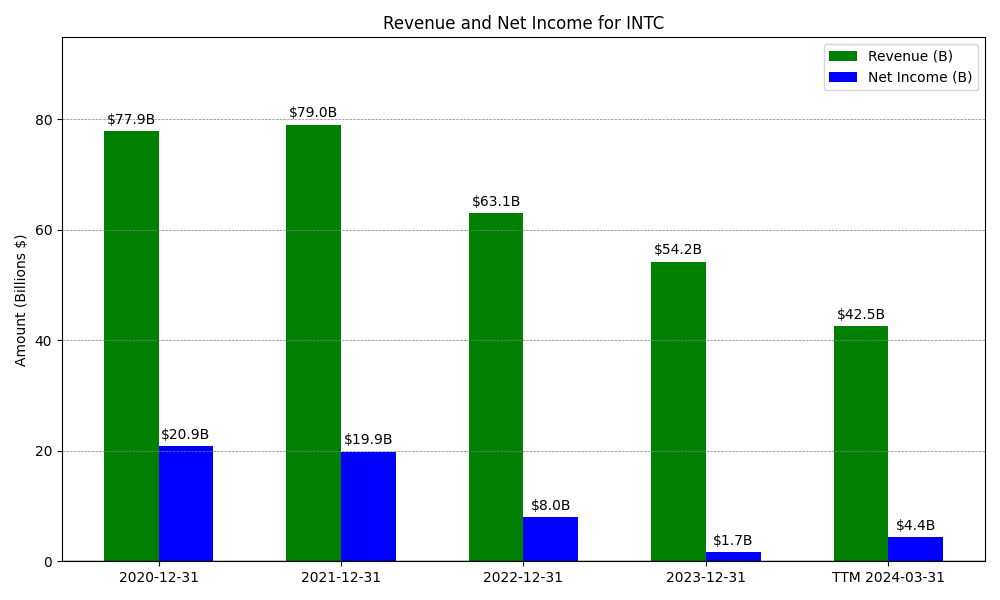 Revenue and Net Income for INTC
Revenue (B)
Net Income (B)
Amount (Billions $)
80
60
40
20
0
$77.9B
$20.9B
$79.0B
$19.9B
$63.1B
$8.0B
$54.2B
$1.7B
$42.5B
$4.4B
2020-12-31
2021-12-31
2022-12-31
2023-12-31
TTM 2024-03-31